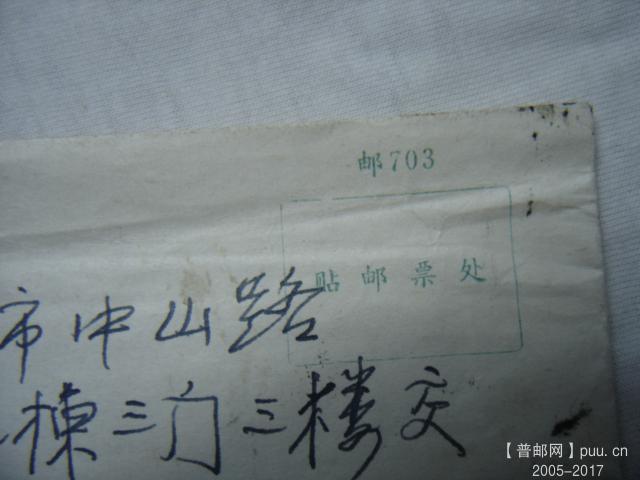 邮703
贴邮票处
市中山路
栋三门三楼交
【普邮网】puu.cn
2005-2017